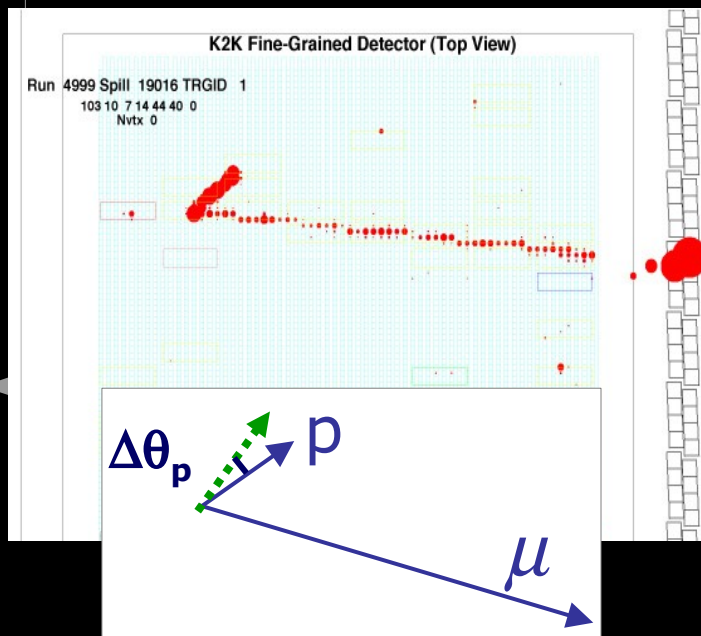 K2K Fine-Grained Detector (Top View)
Run 4999 Spill 19016 TRGID 1
103 10 7 14 44 40 0
Nvtx 0
Δθp
p
μ